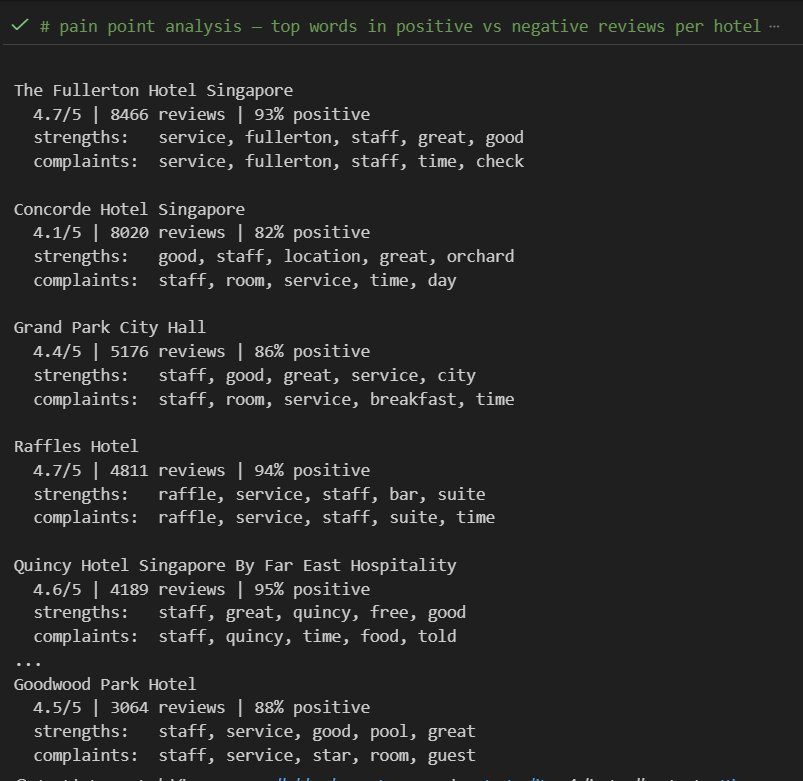 # pain point analysis — top words in positive vs negative reviews per hotel ...
The Fullerton Hotel Singapore
4.7/5 | 8466 reviews | 93% positive
strengths: service, fullerton, staff, great, good
complaints: service, fullerton, staff, time, check
Concorde Hotel Singapore
4.1/5 | 8020 reviews | 82% positive
strengths: good, staff, location, great, orchard
complaints: staff, room, service, time, day
Grand Park City Hall
4.4/5 | 5176 reviews | 86% positive
strengths: staff, good, great, service, city
complaints: staff, room, service, breakfast, time
Raffles Hotel
4.7/5 | 4811 reviews | 94% positive
strengths: raffle, service, staff, bar, suite
complaints: raffle, service, staff, suite, time
Quincy Hotel Singapore By Far East Hospitality
4.6/5 | 4189 reviews | 95% positive
strengths: staff, great, quincy, free, good
complaints: staff, quincy, time, food, told
...
Goodwood Park Hotel
4.5/5 | 3064 reviews | 88% positive
strengths: staff, service, good, pool, great
complaints: staff, service, star, room, guest